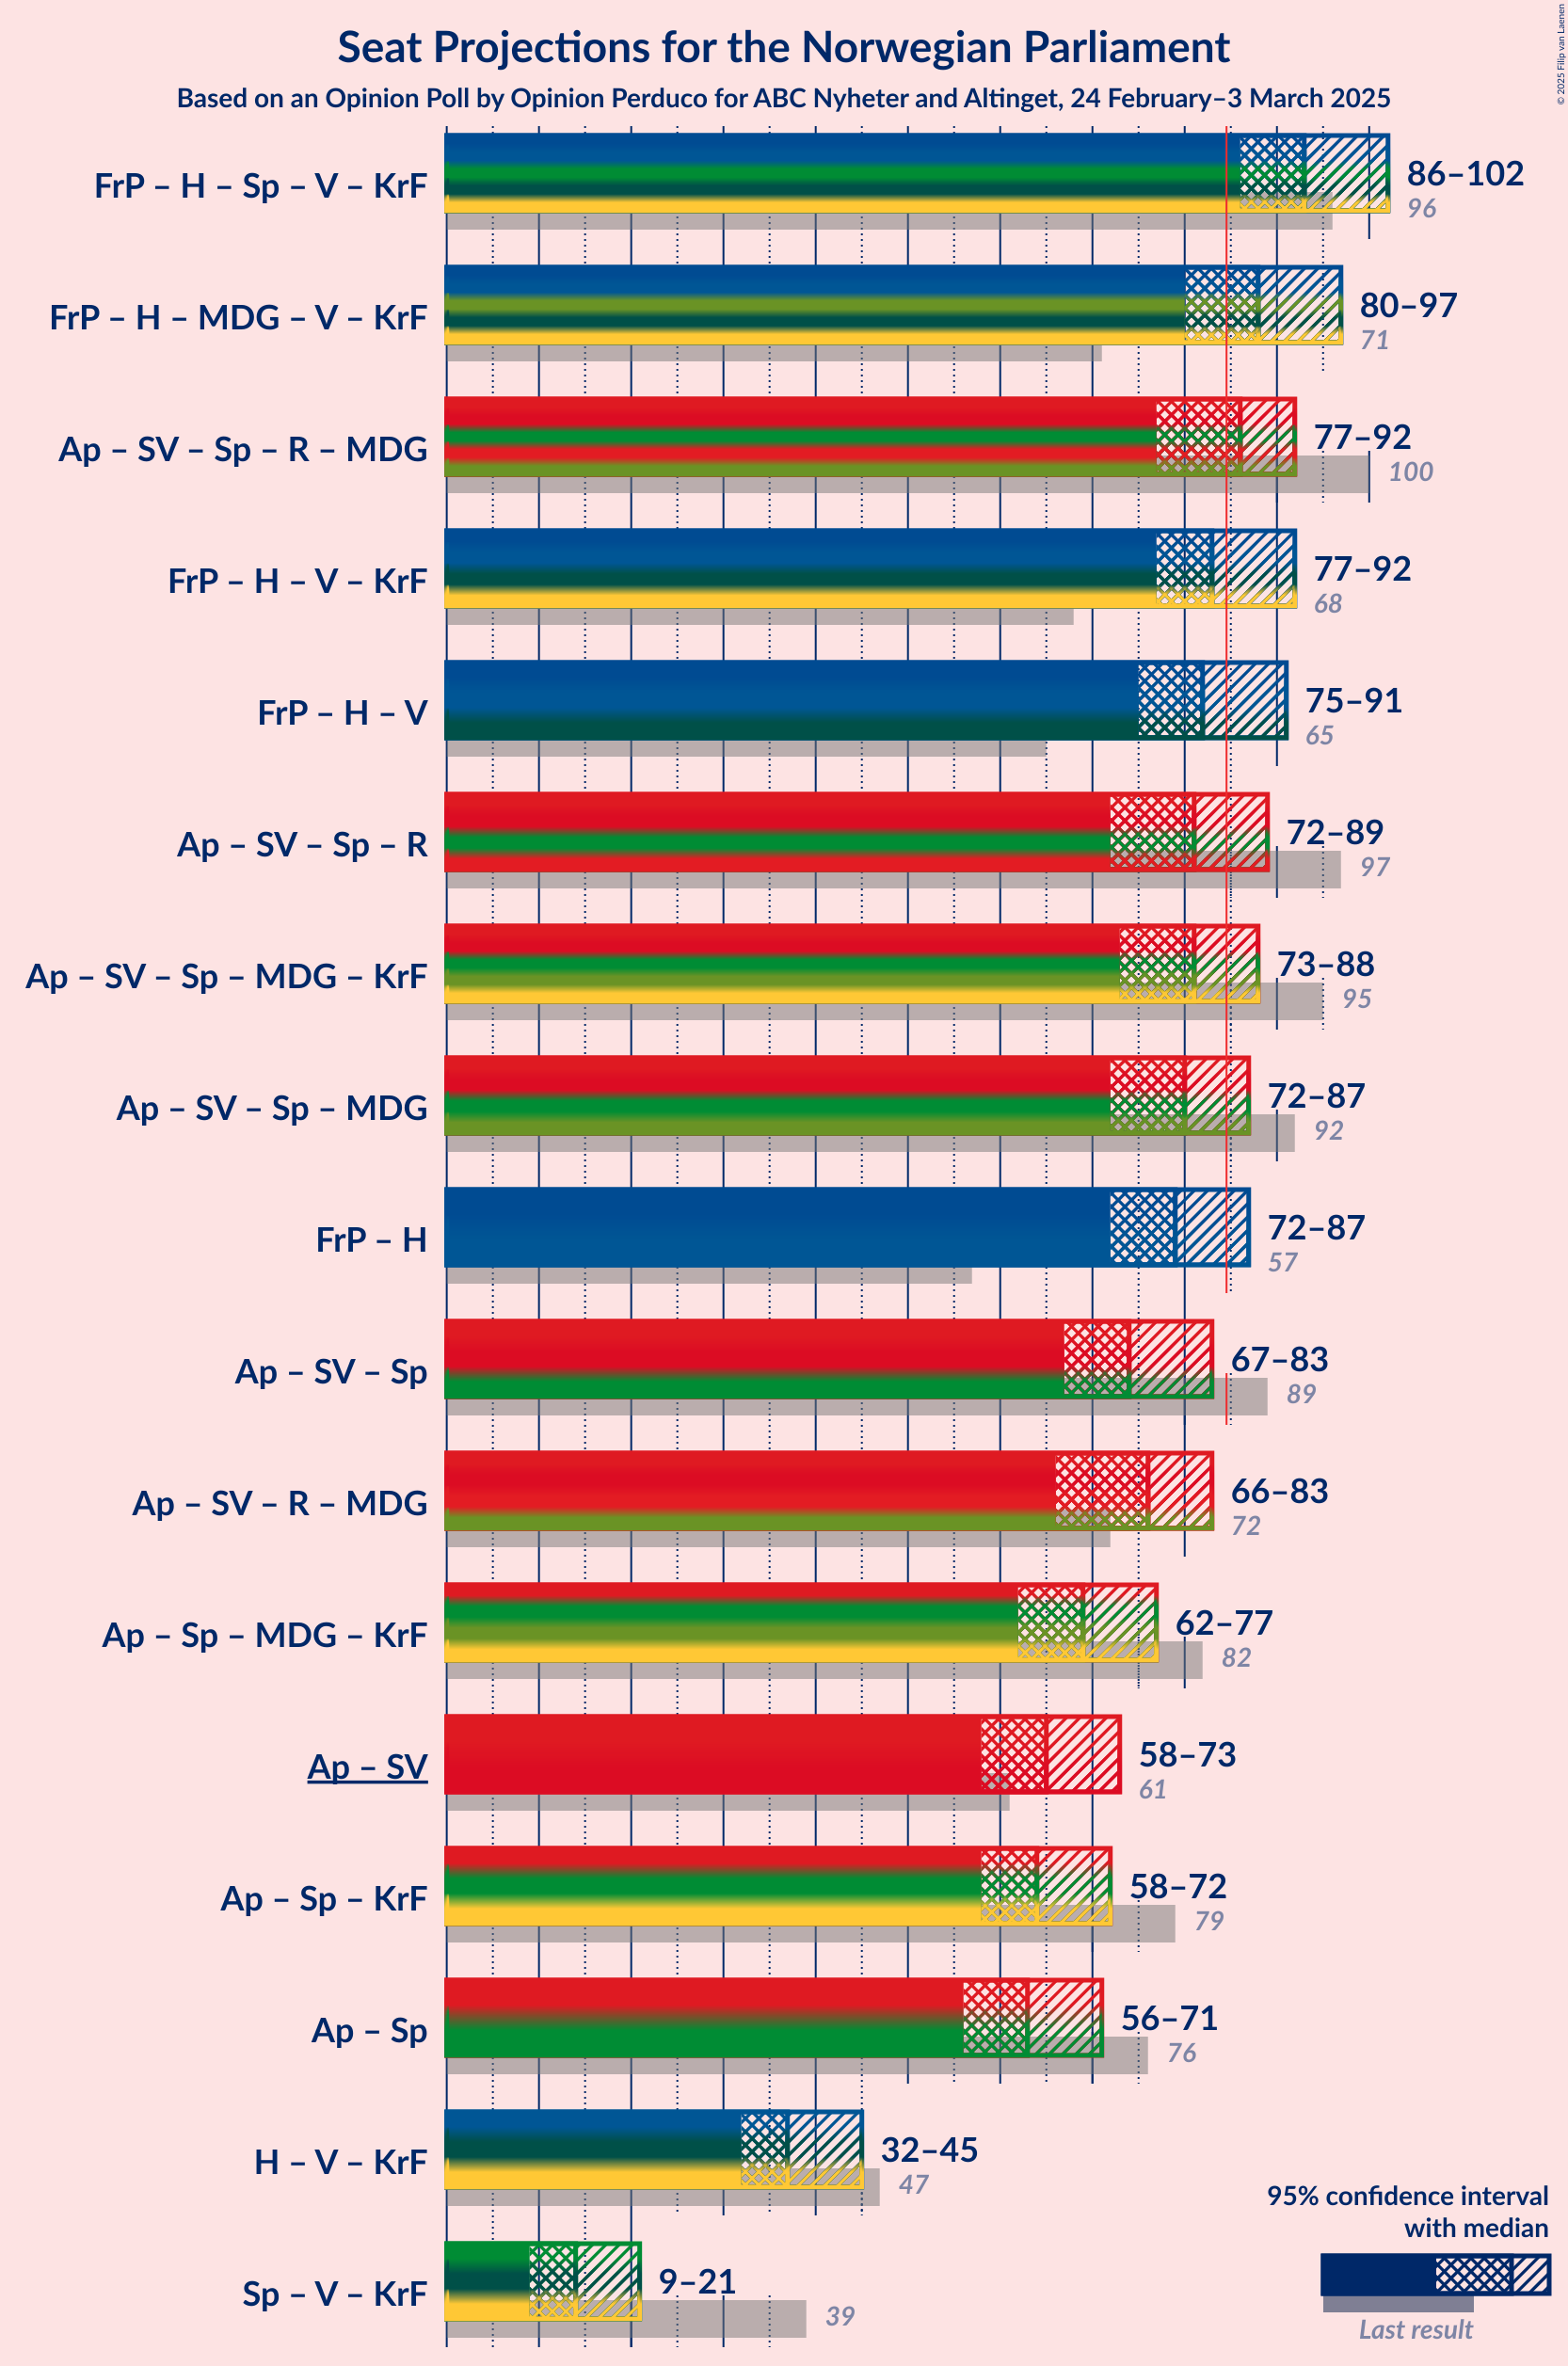 Seat Projections for the Norwegian Parliament
Based on an Opinion Poll by Opinion Perduco for ABC Nyheter and Altinget, 24 February–3 March 2025
© 2025 Filip van Laenen
FrP – H – Sp – V – KrF
86–102
96
FrP – H – MDG – V – KrF
80–97
71
Ap – SV – Sp – R – MDG
77–92
100
FrP – H – V – KrF
77–92
68
FrP – H – V
75–91
65
Ap – SV – Sp – R
72–89
97
Ap – SV – Sp – MDG – KrF
73–88
95
Ap – SV – Sp – MDG
72–87
92
FrP – H
72–87
57
Ap – SV – Sp
67–83
89
Ap – SV – R – MDG
66–83
72
Ap – Sp – MDG – KrF
62–77
82
Ap – SV
58–73
61
Ap – Sp – KrF
58–72
79
Ap – Sp
56–71
76
H – V – KrF
32–45
47
Sp – V – KrF
9–21
39
95% confidence interval
with median
Last result